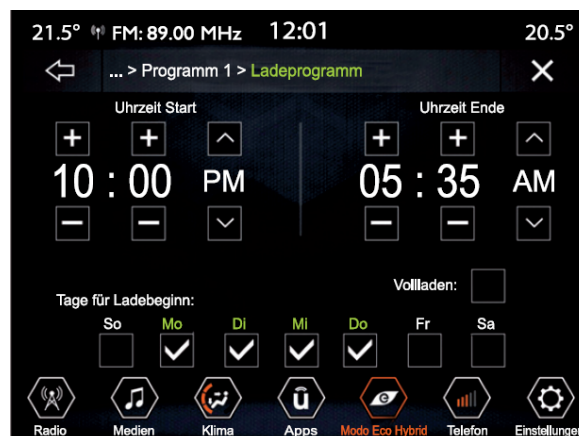 21.5° FM: 89.00 MHz 12:01 20.5°
... > Programm 1 > Ladeprogramm
Uhrzeit Start Uhrzeit Ende
10 : 00 PM 05 : 35 AM
Vollladen:
Tage für Ladebeginn:
So Mo Di Mi Do Fr Sa
Radio Medien Klima Apps Modo Eco Hybrid Telefon Einstellungen